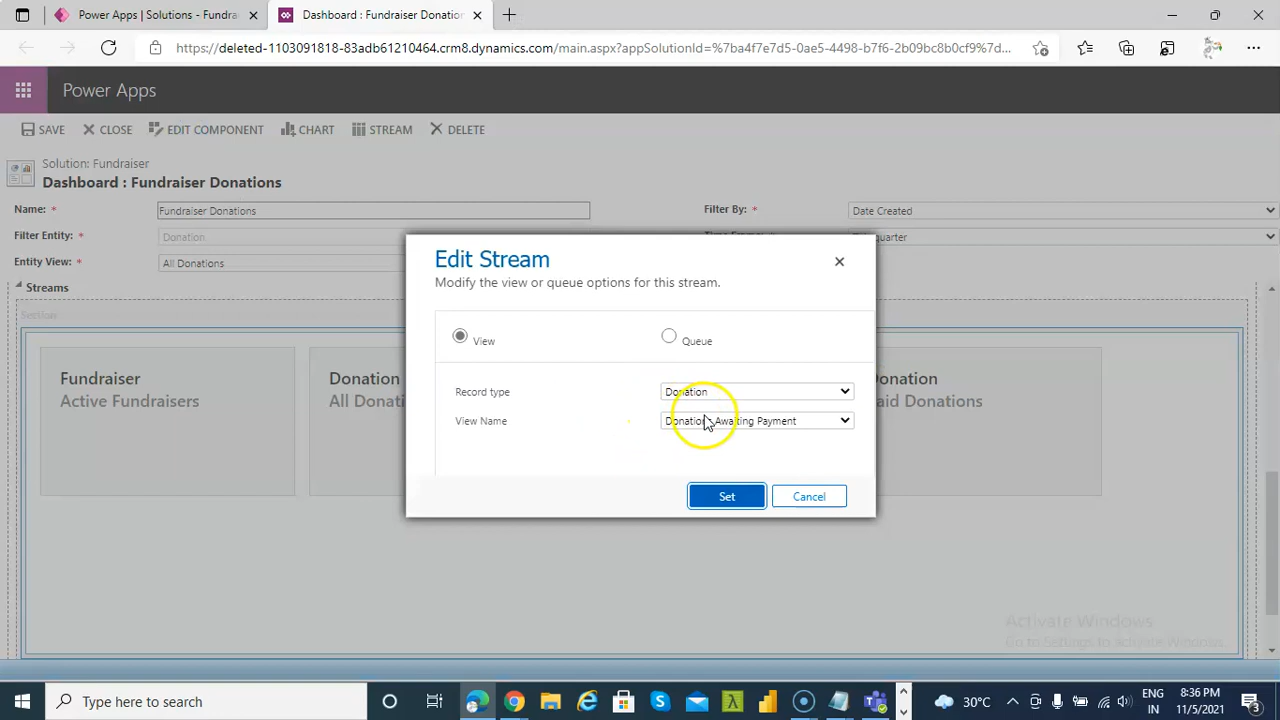 Power Apps | Solutions - Fundra
Dashboard: Fundraiser Donation
https://deleted-1103091818-83adb61210464.crm8.dynamics.com/main.aspx?appSolutionId=%7ba4f7e7d5-0ae5-4498-b7f6-2b09bc8b0cf9%7d...
Power Apps
SAVE CLOSE EDIT COMPONENT CHART STREAM DELETE
Solution: Fundraiser
Dashboard : Fundraiser Donations
Name: * Fundraiser Donations Filter By: * Date Created
Filter Entity: * Donation quarter
Entity View: * All Donations
Streams
Section
Edit Stream
Modify the view or queue options for this stream.
View Queue
Record type Donation
View Name Donation Awaiting Payment
Set Cancel
Fundraiser
Active Fundraisers
Donation
All Donati
Donation
aid Donations
Activate Windows
Go to Settings to activate Windows.
Type here to search
30°C
ENG
IN
8:36 PM
11/5/2021
3